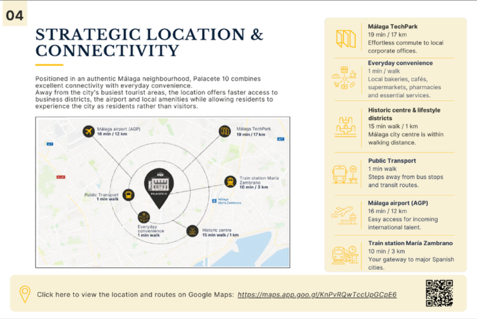 04
STRATEGIC LOCATION &
CONNECTIVITY
Positioned in an authentic Málaga neighbourhood, Palacete 10 combines
excellent connectivity with everyday convenience.
Away from the city's busiest tourist areas, the location offers faster access to
business districts, the airport and local amenities while allowing residents to
experience the city as residents rather than visitors.
Málaga airport (AGP)
16 min / 12 km
Málaga TechPark
19 min / 17 km
Train station María
Zambrano
10 min / 3 km
Public Transport
1 min walk
Everyday
convenience
1 min walk
Historic centre
15 min walk / 1 km
Málaga TechPark
19 min / 17 km
Effortless commute to local
corporate offices.
Everyday convenience
1 min / walk
Local bakeries, cafés,
supermarkets, pharmacies
and essential services.
Historic centre & lifestyle
districts
15 min walk / 1 km
Málaga city centre is within
walking distance.
Public Transport
1 min walk
Steps away from bus stops
and transit routes.
Málaga airport (AGP)
16 min / 12 km
Easy access for incoming
international talent.
Train station María Zambrano
10 min / 3 km
Your gateway to major Spanish
cities.
Click here to view the location and routes on Google Maps: https://maps.app.goo.gl/KnPvRQwTccUpGCpE6